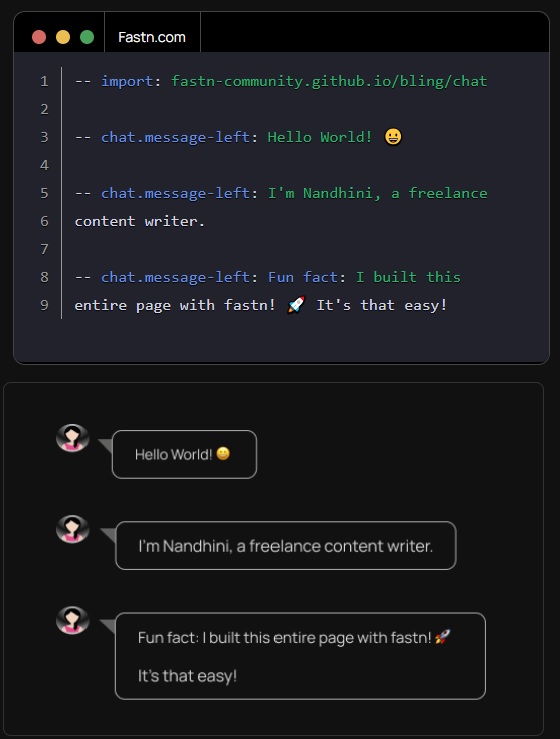 Fastn.com
1 -- import: fastn-community.github.io/bling/chat
2
3 -- chat.message-left: Hello World! 😀
4
5 -- chat.message-left: I'm Nandhini, a freelance
6 content writer.
7
8 -- chat.message-left: Fun fact: I built this
9 entire page with fastn! 🚀 It's that easy!
Hello World! 😀
I'm Nandhini, a freelance content writer.
Fun fact: I built this entire page with fastn! 🚀
It's that easy!